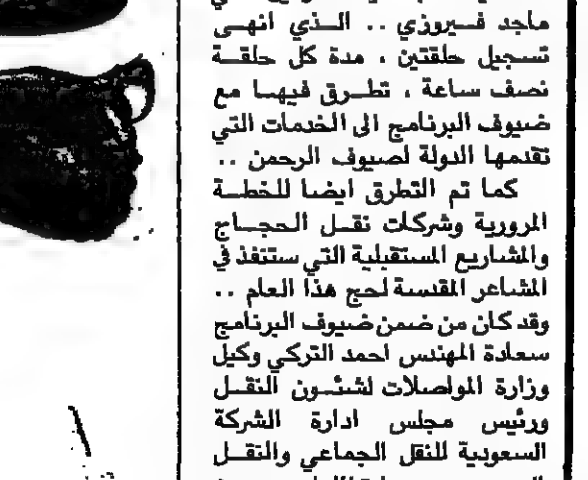 ماجد فيروزي .. الذي انهى
تسجيل حلقتين ، مدة كل حلقة
نصف ساعة ، تطرق فيها مع
ضيوف البرنامج الى الخدمات التي
تقدمها الدولة لضيوف الرحمن ..
كما تم التطرق ايضا للخطة
المرورية وشركات نقل الحجاج
والمشاريع المستقبلية التي ستنفذ في
المشاعر المقدسة لحج هذا العام ..
وقد كان من ضمن ضيوف البرنامج
سعادة المهندس احمد التركي وكيل
وزارة المواصلات لشئون النقل
ورئيس مجلس ادارة الشركة
السعودية للنقل الجماعي والنقل